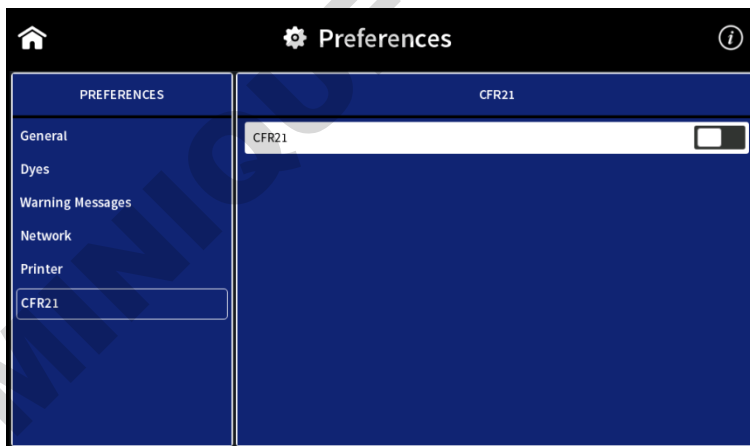 Preferences
PREFERENCES
CFR21
General
CFR21
Dyes
Warning Messages
Network
Printer
CFR21